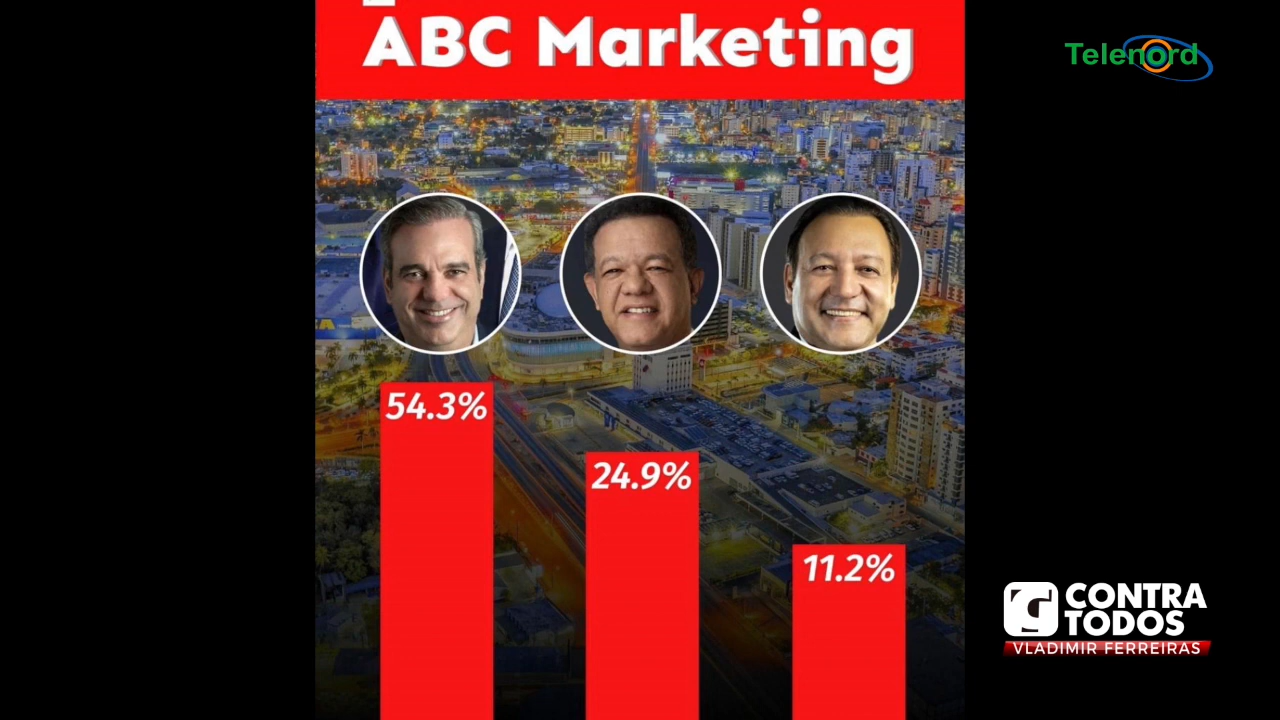 ABC Marketing
Telenord
54.3%
24.9%
11.2%
CONTRA
TODOS
VLADIMIR FERREIRAS